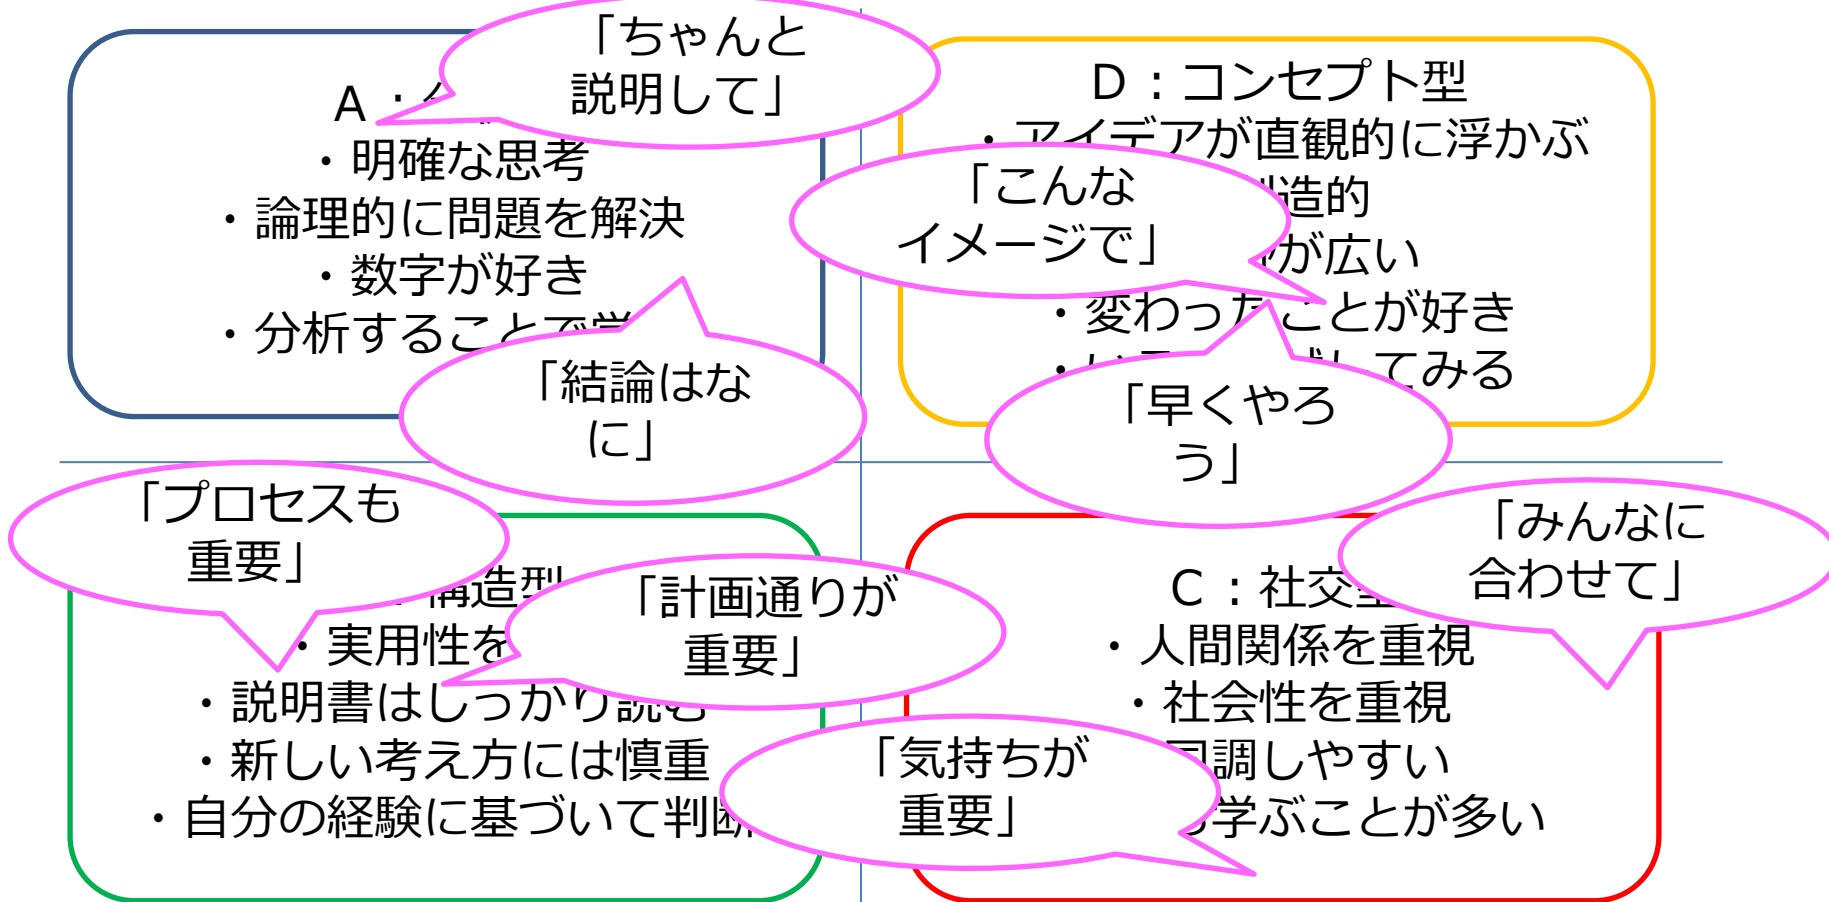 「ちゃんと
説明して」
A：
・明確な思考
・論理的に問題を解決
・数字が好き
・分析することで学
「結論はな
に」
D：コンセプト型
・アイデアが直観的に浮かぶ
創造的
が広い
・変わったことが好き
してみる
「こんな
イメージで」
「早くやろ
う」
「プロセスも
重要」
構造型
・実用性を
・説明書はしっかり読む
・新しい考え方には慎重
・自分の経験に基づいて判断
「計画通りが
重要」
C：社交型
・人間関係を重視
・社会性を重視
同調しやすい
学ぶことが多い
「みんなに
合わせて」
「気持ちが
重要」